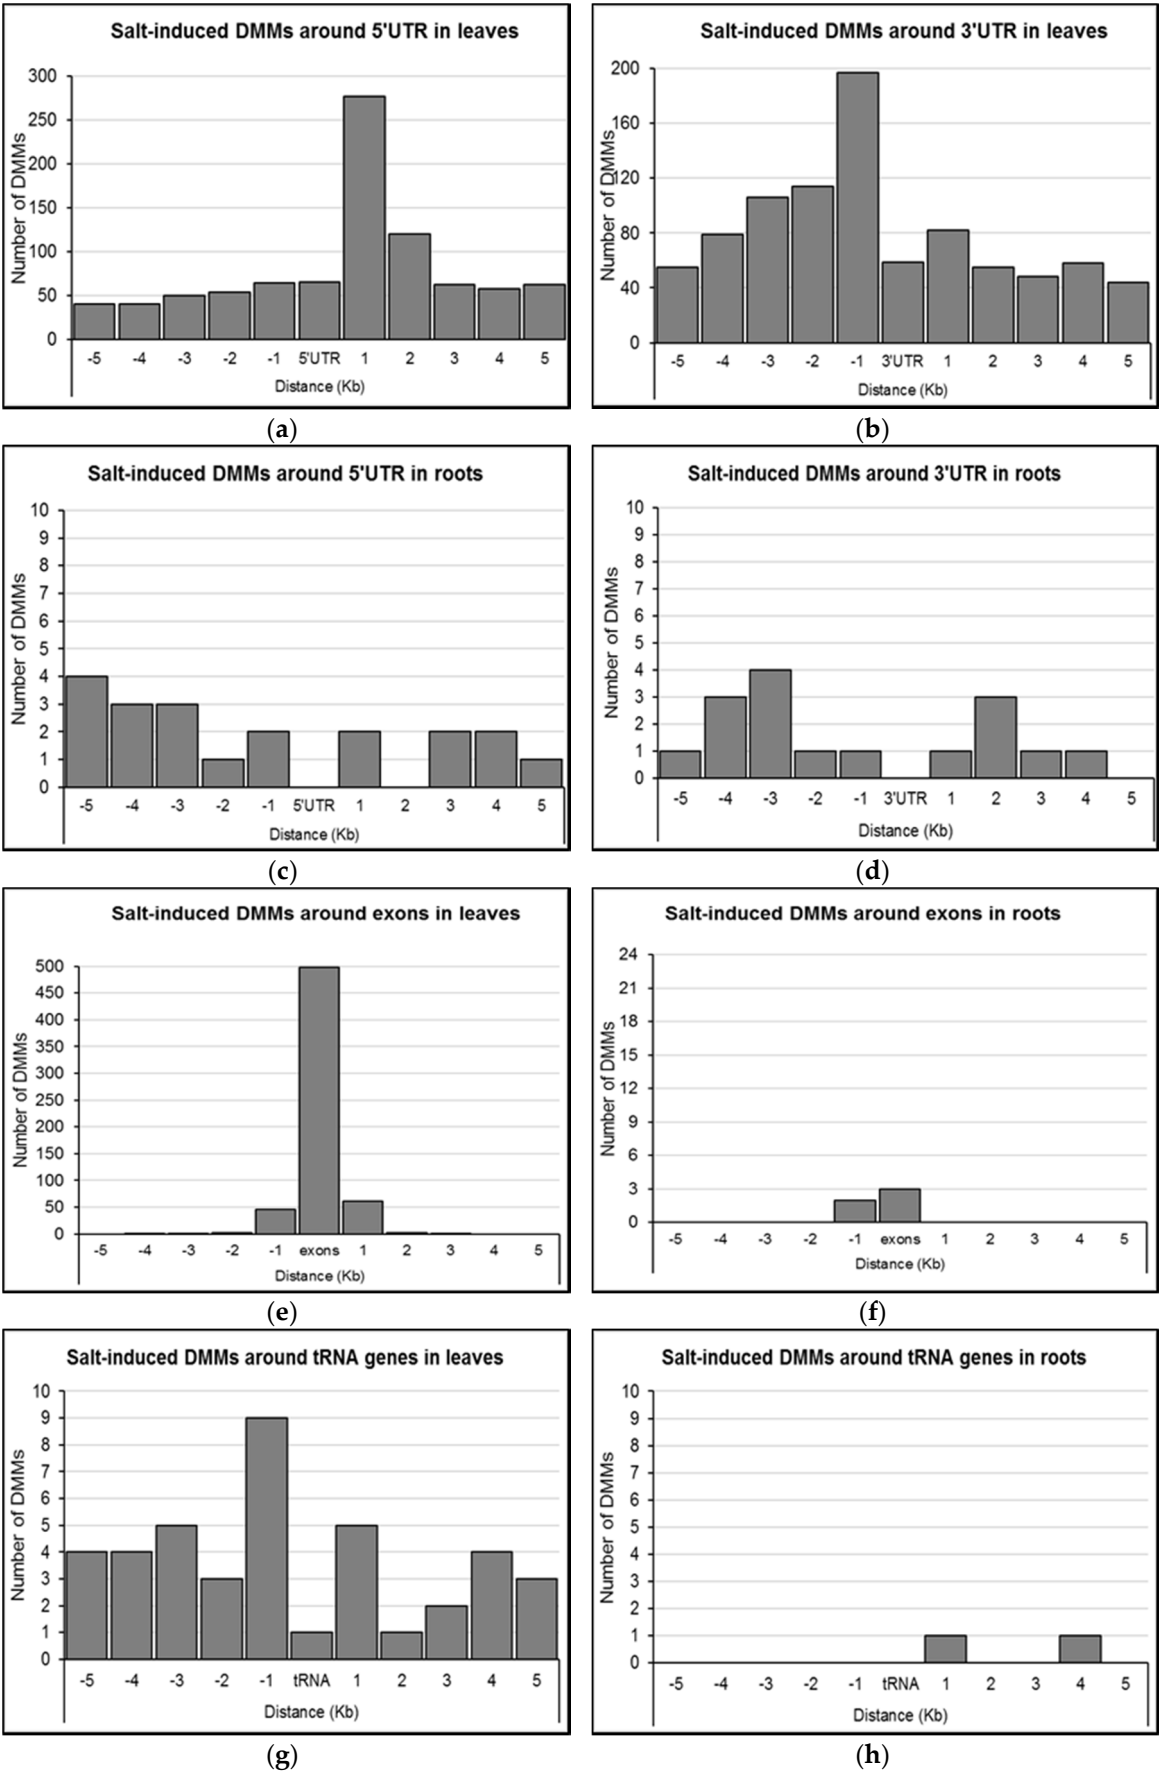 Salt-induced DMMs around 5'UTR in leaves
Number of DMMs
300
250
200
150
100
50
0
-5 -4 -3 -2 -1 5'UTR 1 2 3 4 5
Distance (Kb)
(a)
Salt-induced DMMs around 3'UTR in leaves
Number of DMMs
200
160
120
80
40
0
-5 -4 -3 -2 -1 3'UTR 1 2 3 4 5
Distance (Kb)
(b)
Salt-induced DMMs around 5'UTR in roots
Number of DMMs
10
9
8
7
6
5
4
3
2
1
0
-5 -4 -3 -2 -1 5'UTR 1 2 3 4 5
Distance (Kb)
(c)
Salt-induced DMMs around 3'UTR in roots
Number of DMMs
10
9
8
7
6
5
4
3
2
1
0
-5 -4 -3 -2 -1 3'UTR 1 2 3 4 5
Distance (Kb)
(d)
Salt-induced DMMs around exons in leaves
Number of DMMs
500
450
400
350
300
250
200
150
100
50
0
-5 -4 -3 -2 -1 exons 1 2 3 4 5
Distance (Kb)
(e)
Salt-induced DMMs around exons in roots
Number of DMMs
24
21
18
15
12
9
6
3
0
-5 -4 -3 -2 -1 exons 1 2 3 4 5
Distance (Kb)
(f)
Salt-induced DMMs around tRNA genes in leaves
Number of DMMs
10
9
8
7
6
5
4
3
2
1
0
-5 -4 -3 -2 -1 tRNA 1 2 3 4 5
Distance (Kb)
(g)
Salt-induced DMMs around tRNA genes in roots
Number of DMMs
10
9
8
7
6
5
4
3
2
1
0
-5 -4 -3 -2 -1 tRNA 1 2 3 4 5
Distance (Kb)
(h)